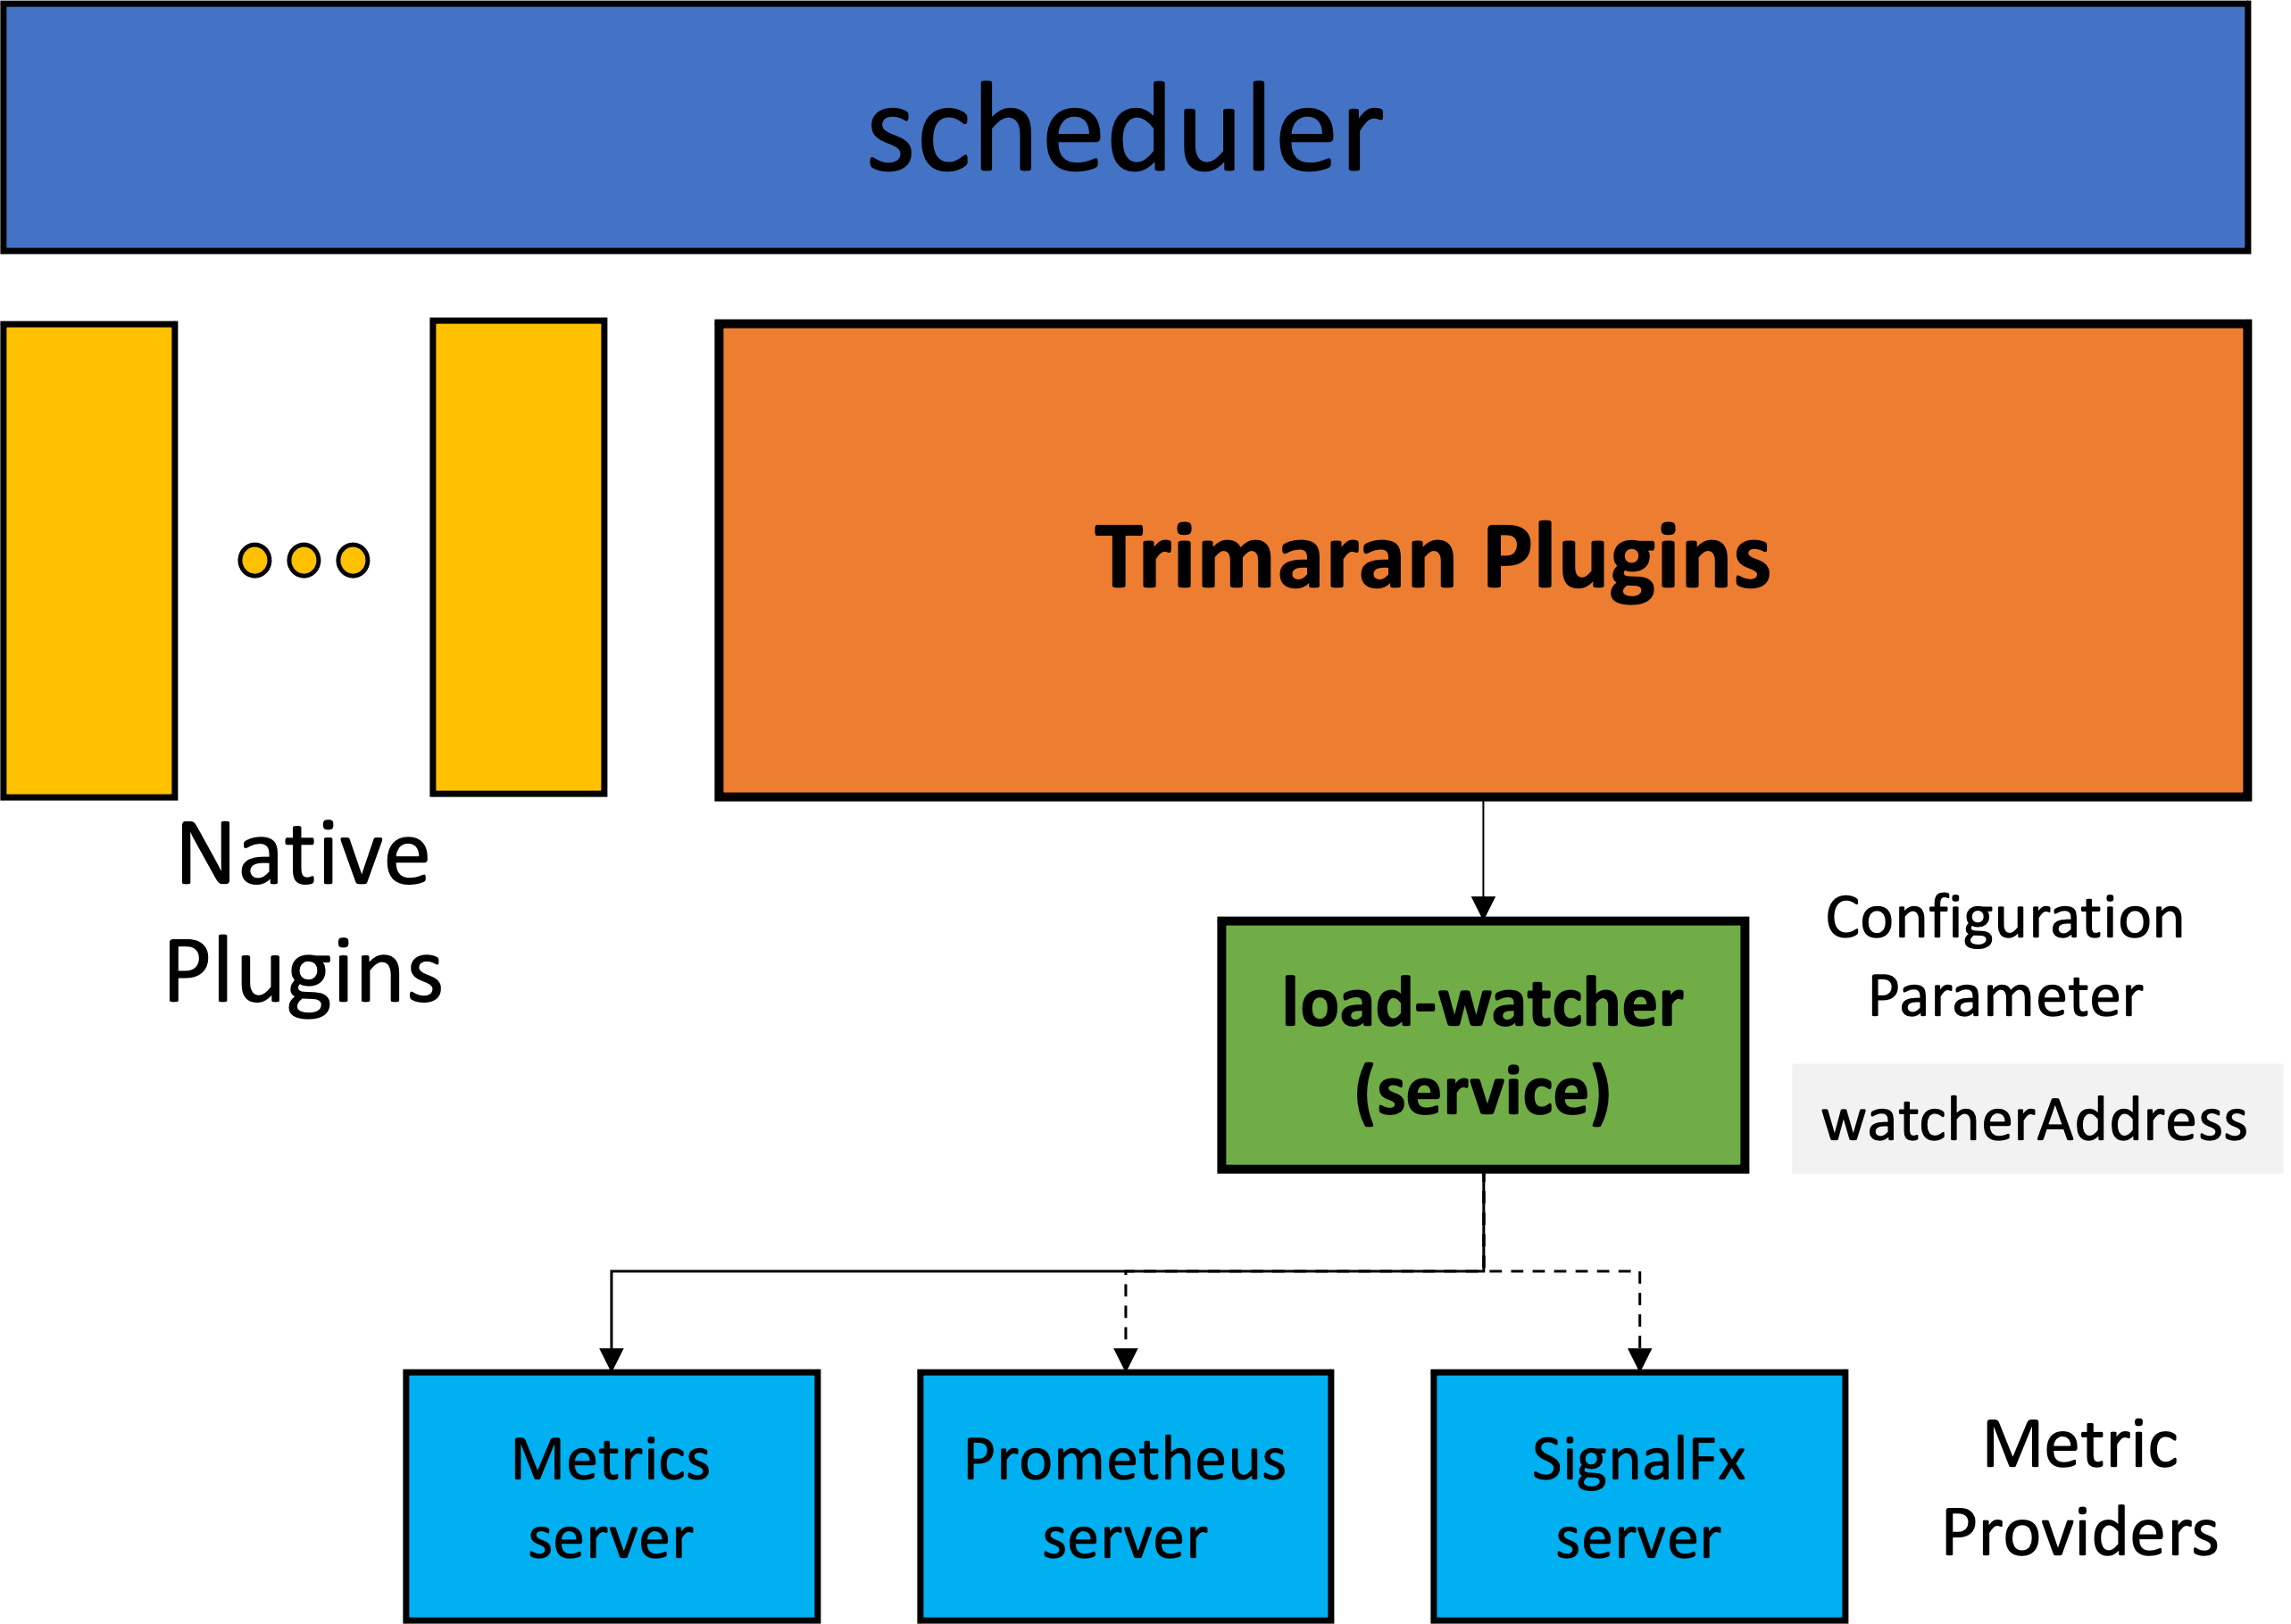 scheduler
Trimaran Plugins
Native
Plugins
load-watcher
(service)
Configuration
Parameter
watcherAddress
Metrics
server
Prometheus
server
SignalFx
server
Metric
Providers